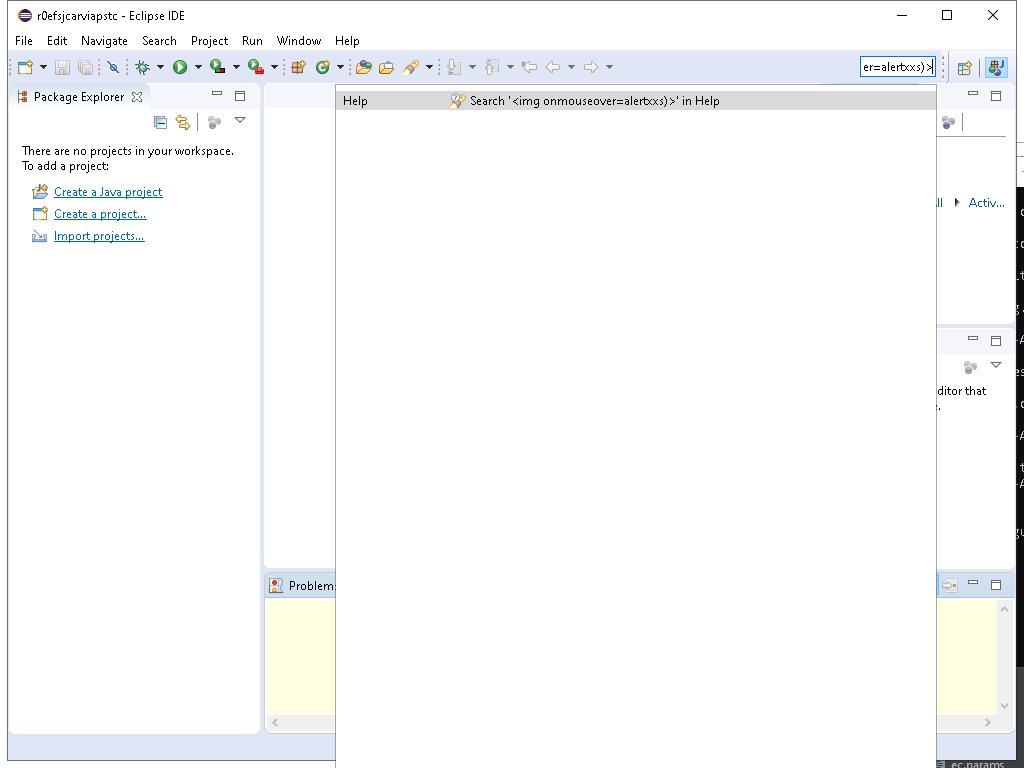 r0efsjcarviapstc - Eclipse IDE
File Edit Navigate Search Project Run Window Help
er=alertxxs)>
Package Explorer
Help Search '<img onmouseover=alertxxs)>' in Help
There are no projects in your workspace.
To add a project:
Create a Java project
Activ...
Create a project...
Import projects...
ditor that
Problem
ec.params